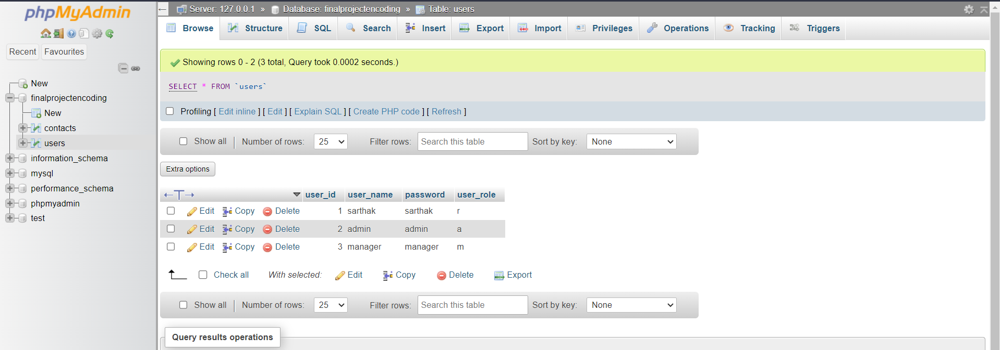 phpMyAdmin
Recent Favourites
New
finalprojectencoding
New
contacts
users
information_schema
mysql
performance_schema
phpmyadmin
test
Server: 127.0.0.1 » Database: finalprojectencoding » Table: users
Browse Structure SQL Search Insert Export Import Privileges Operations Tracking Triggers
Showing rows 0 - 2 (3 total, Query took 0.0002 seconds.)
SELECT * FROM `users`
Profiling [ Edit inline ] [ Edit ] [ Explain SQL ] [ Create PHP code ] [ Refresh ]
Show all | Number of rows: 25 Filter rows: Search this table Sort by key: None
Extra options
←T→ user_id user_name password user_role
Edit Copy Delete 1 sarthak sarthak r
Edit Copy Delete 2 admin admin a
Edit Copy Delete 3 manager manager m
Check all With selected: Edit Copy Delete Export
Show all | Number of rows: 25 Filter rows: Search this table Sort by key: None
Query results operations